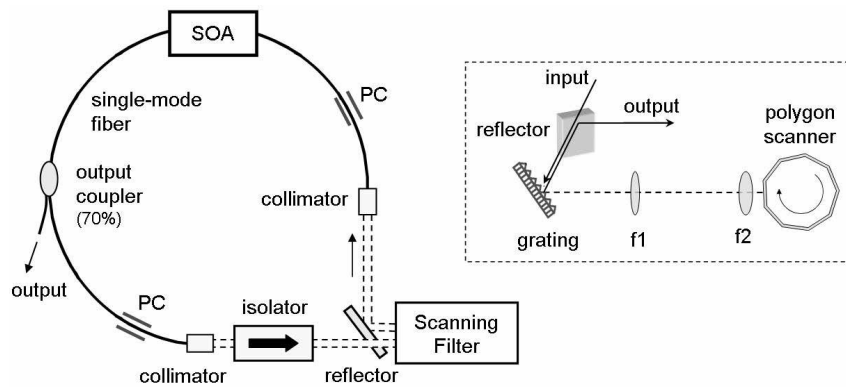 SOA
PC
single-mode
fiber
output
coupler
(70%)
collimator
output
PC
isolator
collimator
reflector
Scanning
Filter
input
output
reflector
polygon
scanner
grating
f1
f2